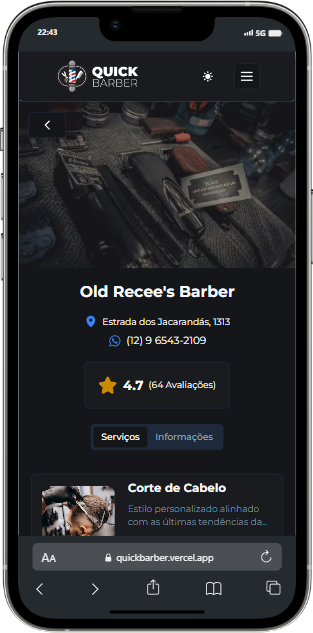 22:43
5G
QUICK
BARBER
Old Recee's Barber
Estrada dos Jacarandás, 1313
(12) 9 6543-2109
4.7 (64 Avaliações)
Serviços Informações
Corte de Cabelo
Estilo personalizado alinhado
com as últimas tendências da...
AA quickbarber.vercel.app